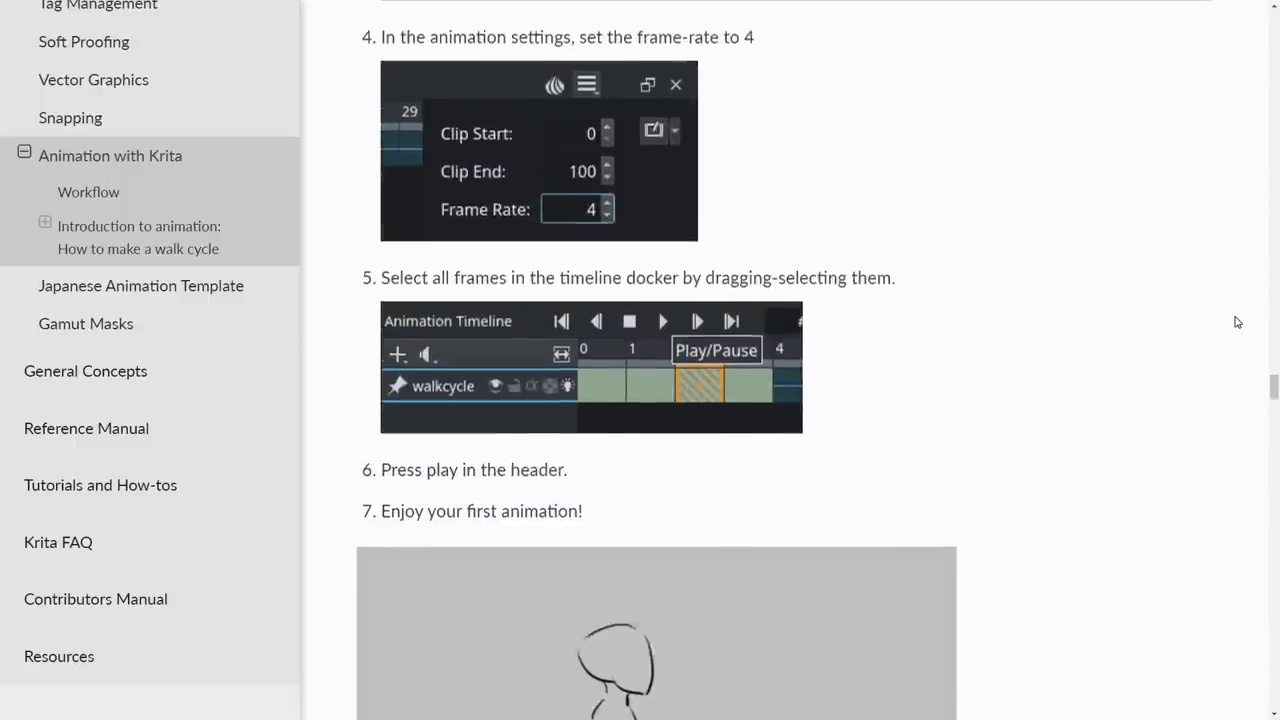 Tag Management
Soft Proofing
Vector Graphics
Snapping
Animation with Krita
Workflow
Introduction to animation:
How to make a walk cycle
Japanese Animation Template
Gamut Masks
General Concepts
Reference Manual
Tutorials and How-tos
Krita FAQ
Contributors Manual
Resources
4. In the animation settings, set the frame-rate to 4
29
Clip Start: 0
Clip End: 100
Frame Rate: 4
5. Select all frames in the timeline docker by dragging-selecting them.
Animation Timeline
0 1 4
Play/Pause
walkcycle
6. Press play in the header.
7. Enjoy your first animation!